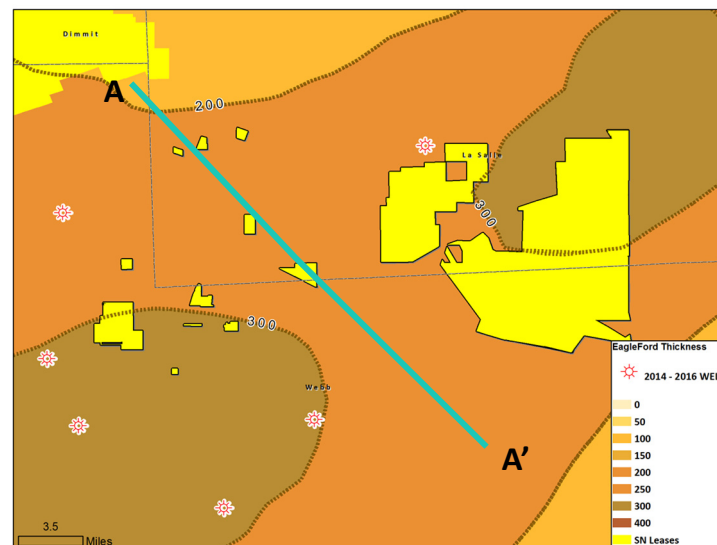 Dimmit
A
200
La Salle
300
300
Webb
A'
EagleFord Thickness
2014 - 2016 WEL
0
50
100
150
200
250
300
400
SN Leases
3.5
Miles